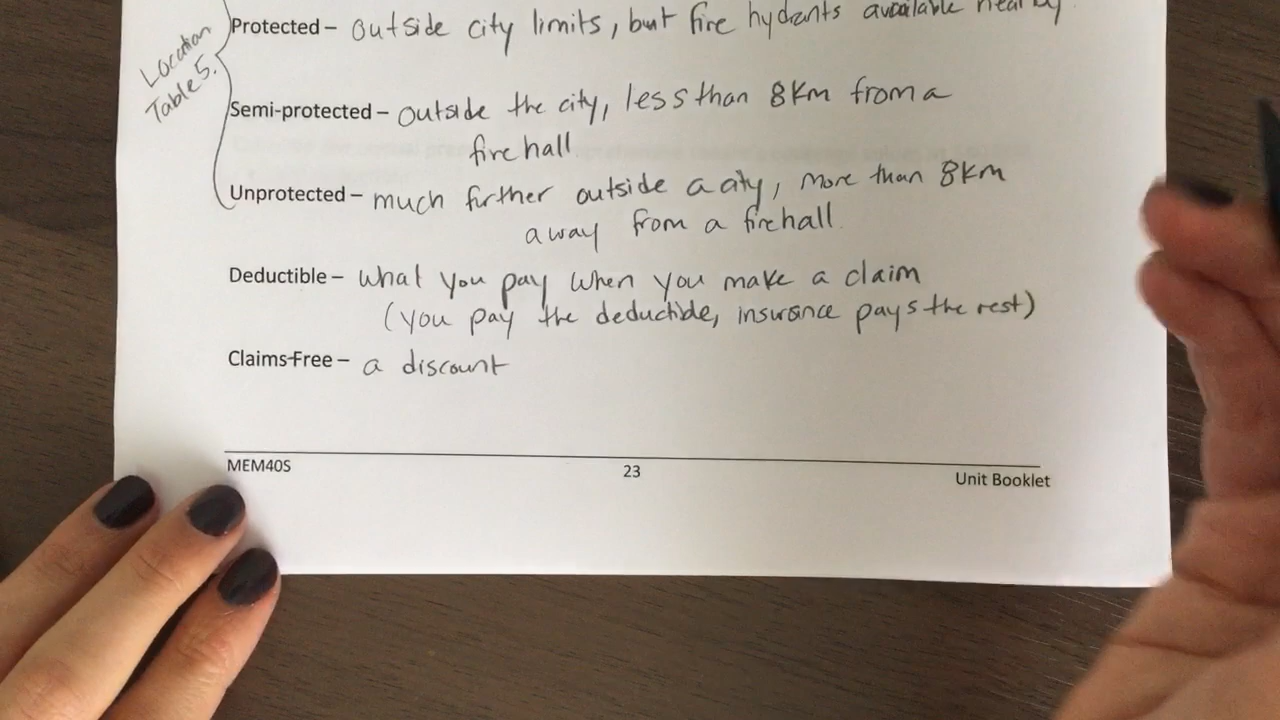 Protected – outside city limits, but fire hydrants available nearby
Location
Table 5.
Semi-protected – outside the city, less than 8km from a
firehall
Unprotected – much further outside a city, more than 8km
away from a firehall.
Deductible – what you pay when you make a claim
(you pay the deductible, insurance pays the rest)
Claims-Free – a discount
MEM40S
23
Unit Booklet